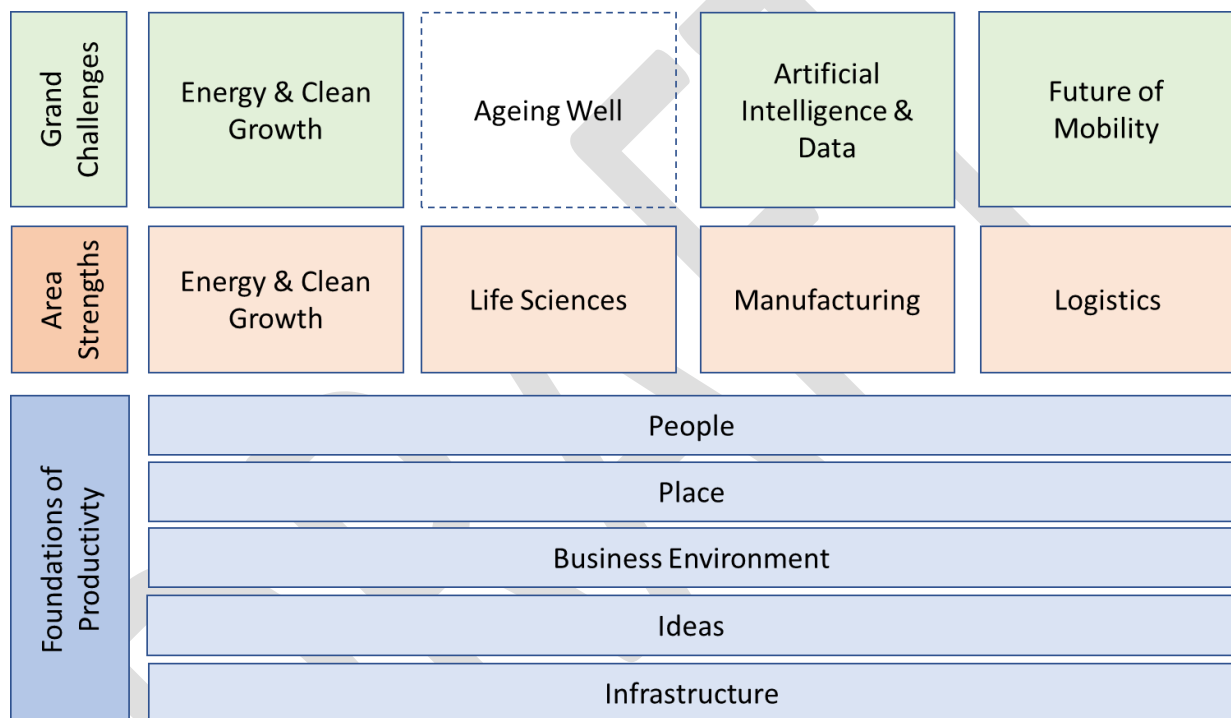 Grand
Challenges
Energy & Clean
Growth
Ageing Well
Artificial
Intelligence &
Data
Future of
Mobility
Area
Strengths
Energy & Clean
Growth
Life Sciences
Manufacturing
Logistics
Foundations of
Productivty
People
Place
Business Environment
Ideas
Infrastructure